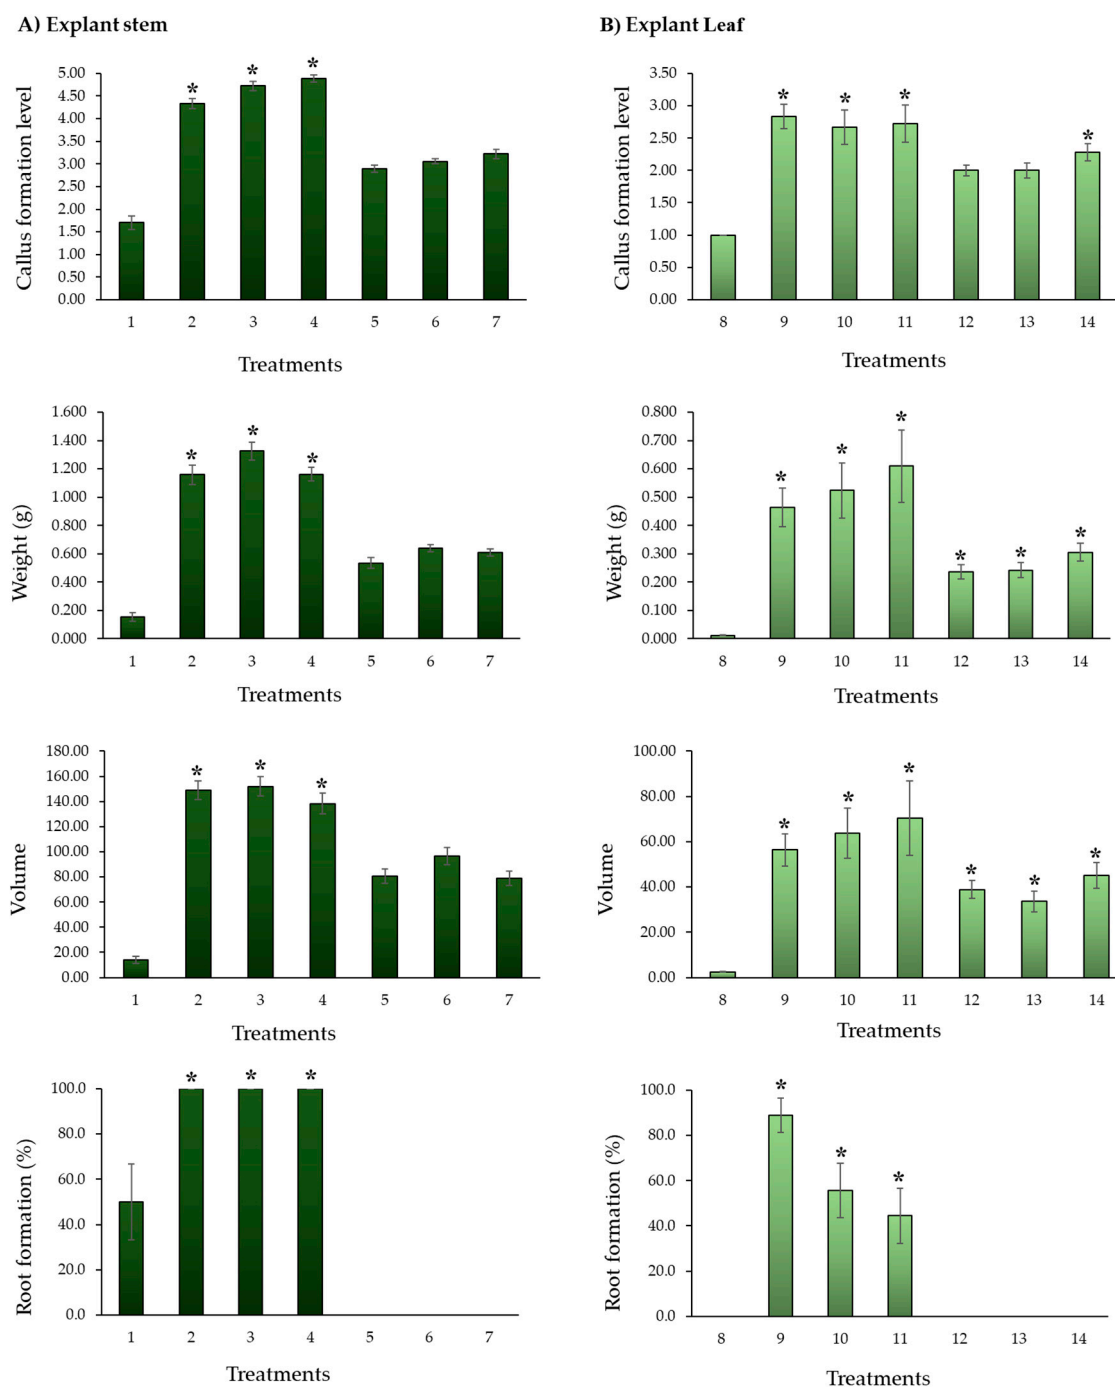 A) Explant stem
Callus formation level
5.00
4.50
4.00
3.50
3.00
2.50
2.00
1.50
1.00
0.50
0.00
* * *
1 2 3 4 5 6 7
Treatments
Weight (g)
1.600
1.400
1.200
1.000
0.800
0.600
0.400
0.200
0.000
* * *
1 2 3 4 5 6 7
Treatments
Volume
180.00
160.00
140.00
120.00
100.00
80.00
60.00
40.00
20.00
0.00
* * *
1 2 3 4 5 6 7
Treatments
Root formation (%)
100.0
80.0
60.0
40.0
20.0
0.0
* * *
1 2 3 4 5 6 7
Treatments
B) Explant Leaf
Callus formation level
3.50
3.00
2.50
2.00
1.50
1.00
0.50
0.00
* * * *
8 9 10 11 12 13 14
Treatments
Weight (g)
0.800
0.700
0.600
0.500
0.400
0.300
0.200
0.100
0.000
* * * * * *
8 9 10 11 12 13 14
Treatments
Volume
100.00
80.00
60.00
40.00
20.00
0.00
* * * * * *
8 9 10 11 12 13 14
Treatments
Root formation (%)
100.0
80.0
60.0
40.0
20.0
0.0
* * *
8 9 10 11 12 13 14
Treatments